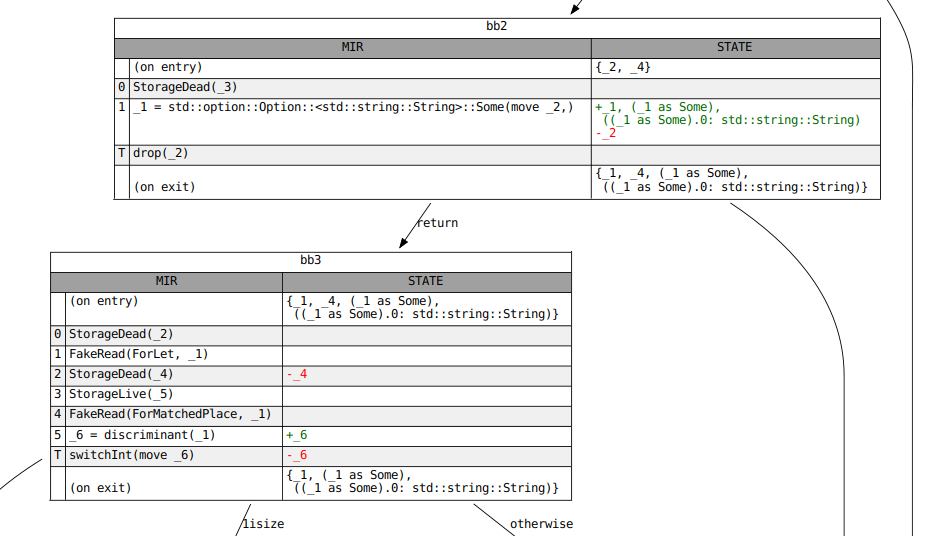 bb2
MIR STATE
(on entry) {_2, _4}
0 StorageDead(_3)
1 _1 = std::option::Option::<std::string::String>::Some(move _2,) +_1, (_1 as Some),
((_1 as Some).0: std::string::String)
-_2
T drop(_2)
{_1, _4, (_1 as Some),
(on exit) ((_1 as Some).0: std::string::String)}
return
bb3
MIR STATE
(on entry) {_1, _4, (_1 as Some),
((_1 as Some).0: std::string::String)}
0 StorageDead(_2)
1 FakeRead(ForLet, _1)
2 StorageDead(_4) -_4
3 StorageLive(_5)
4 FakeRead(ForMatchedPlace, _1)
5 _6 = discriminant(_1) +_6
T switchInt(move _6) -_6
{_1, (_1 as Some),
(on exit) ((_1 as Some).0: std::string::String)}
1isize otherwise